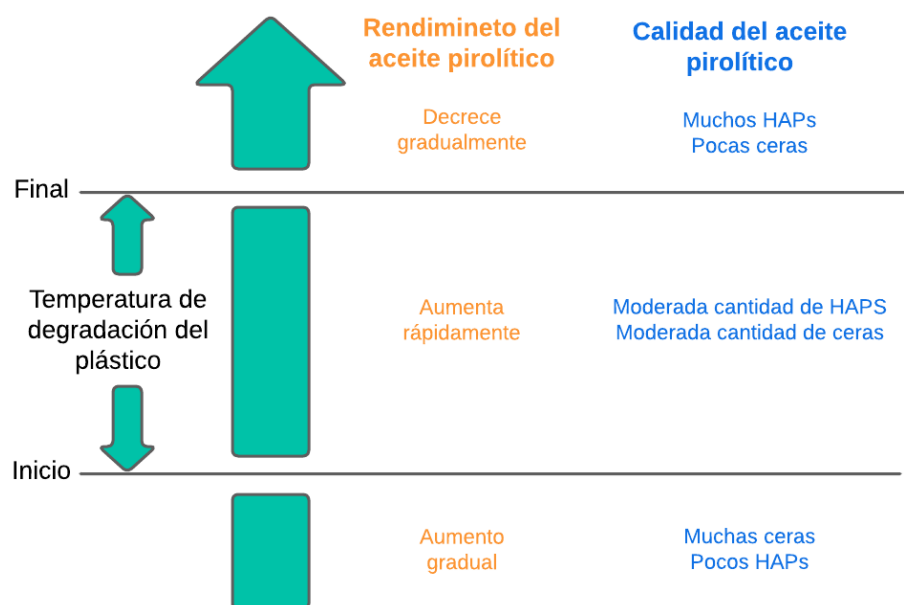 Rendimineto del
aceite pirolítico
Calidad del aceite
pirolítico
Decrece
gradualmente
Muchos HAPs
Pocas ceras
Final
Temperatura de
degradación del
plástico
Aumenta
rápidamente
Moderada cantidad de HAPS
Moderada cantidad de ceras
Inicio
Aumento
gradual
Muchas ceras
Pocos HAPs